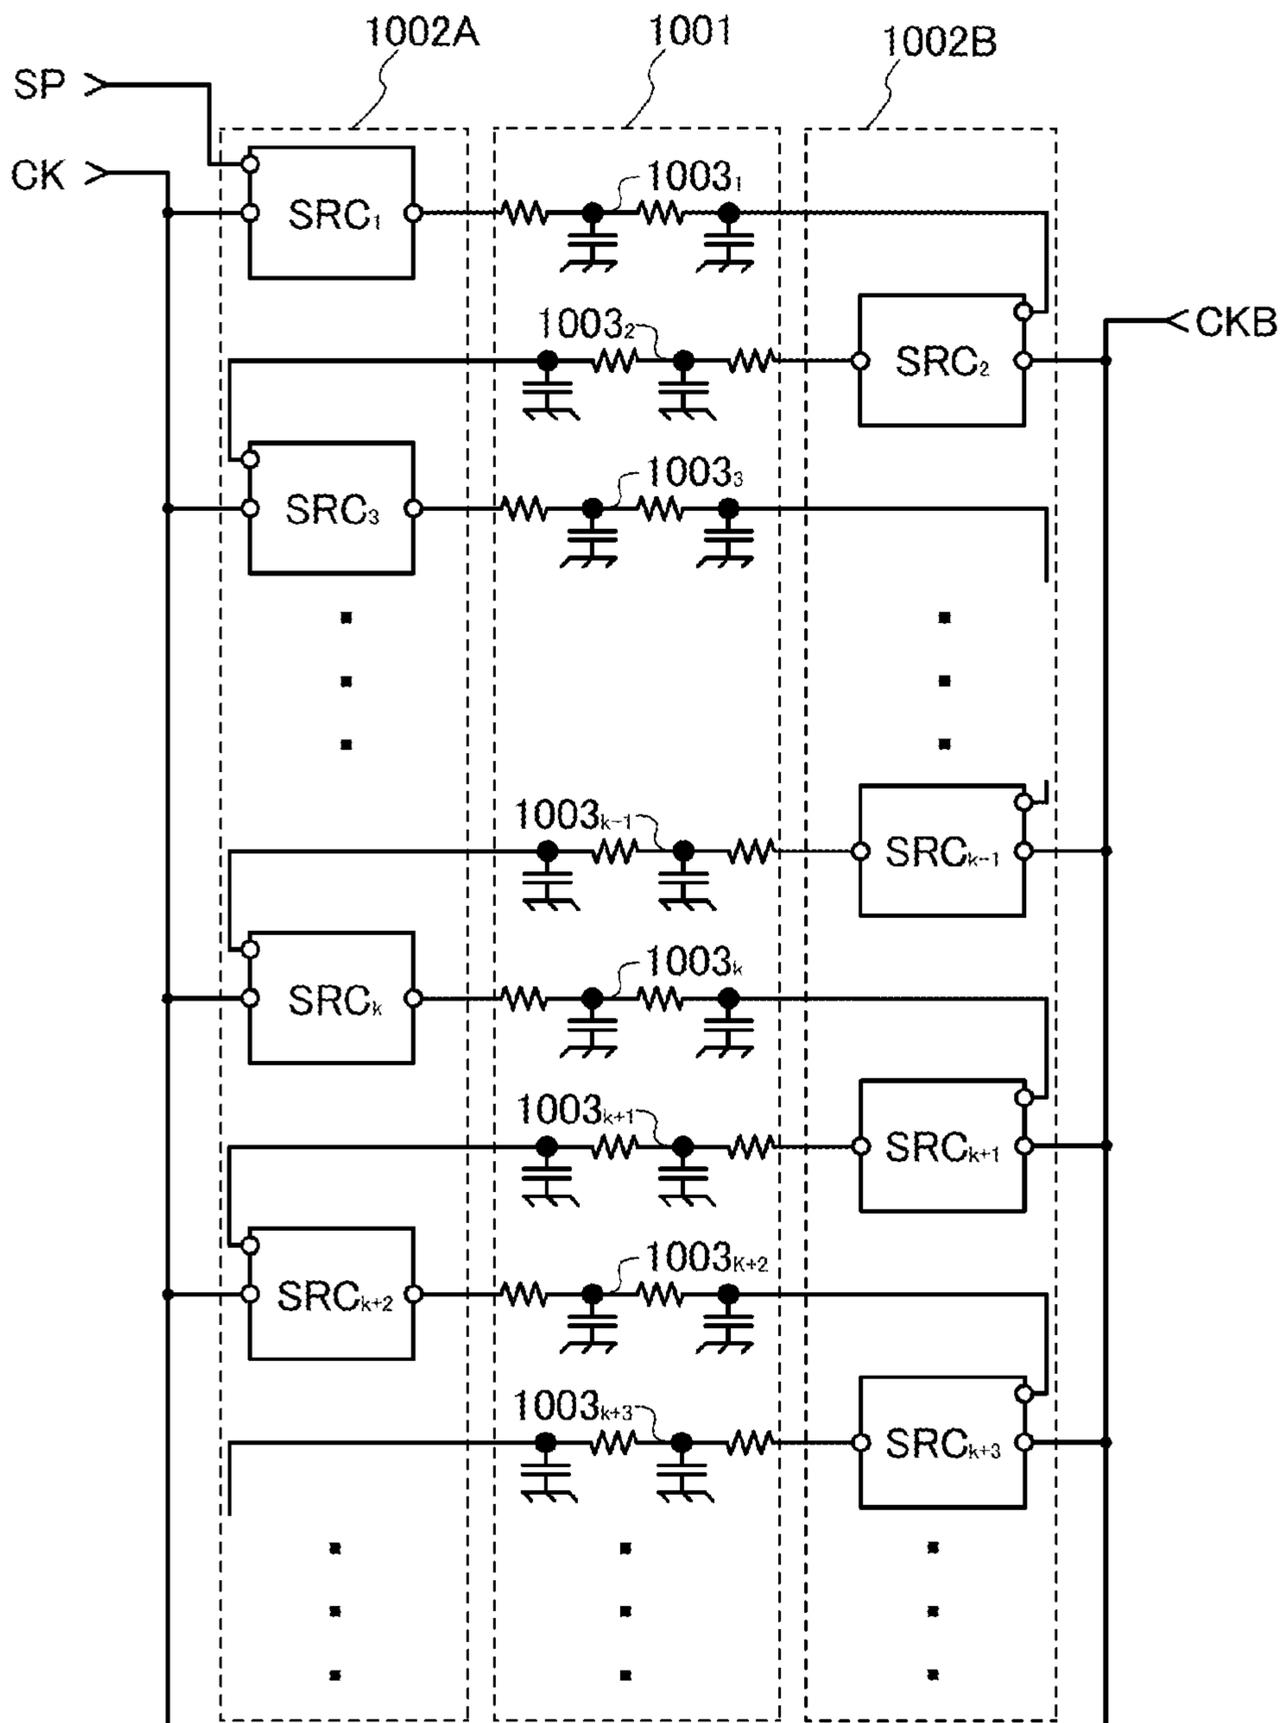 1002A
1001
1002B
SP
CK
SRC₁
1003₁
1003₂
SRC₂
CKB
SRC₃
1003₃
1003ₖ₋₁
SRCₖ₋₁
SRCₖ
1003ₖ
1003ₖ₊₁
SRCₖ₊₁
SRCₖ₊₂
1003K+2
1003ₖ₊₃
SRCₖ₊₃